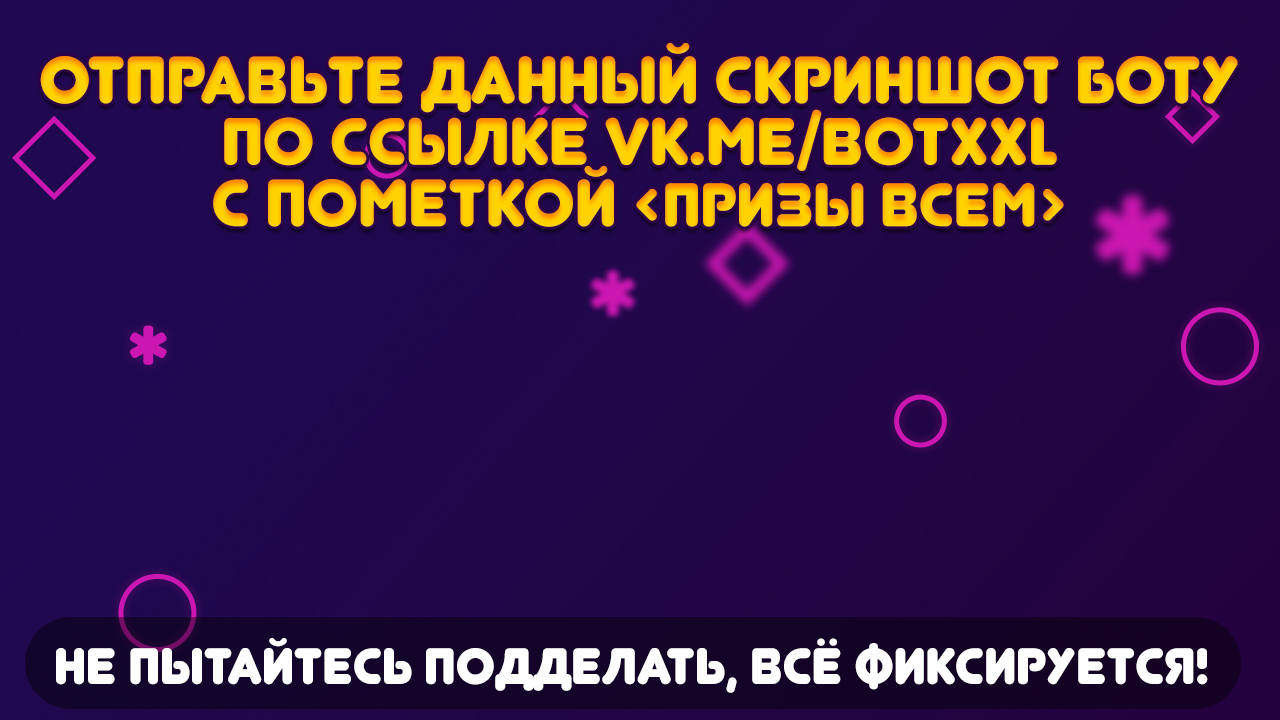 ОТПРАВЬТЕ ДАННЫЙ СКРИНШОТ БОТУ
ПО ССЫЛКЕ VK.ME/BOTXXL
С ПОМЕТКОЙ <ПРИЗЫ ВСЕМ>
НЕ ПЫТАЙТЕСЬ ПОДДЕЛАТЬ, ВСЁ ФИКСИРУЕТСЯ!